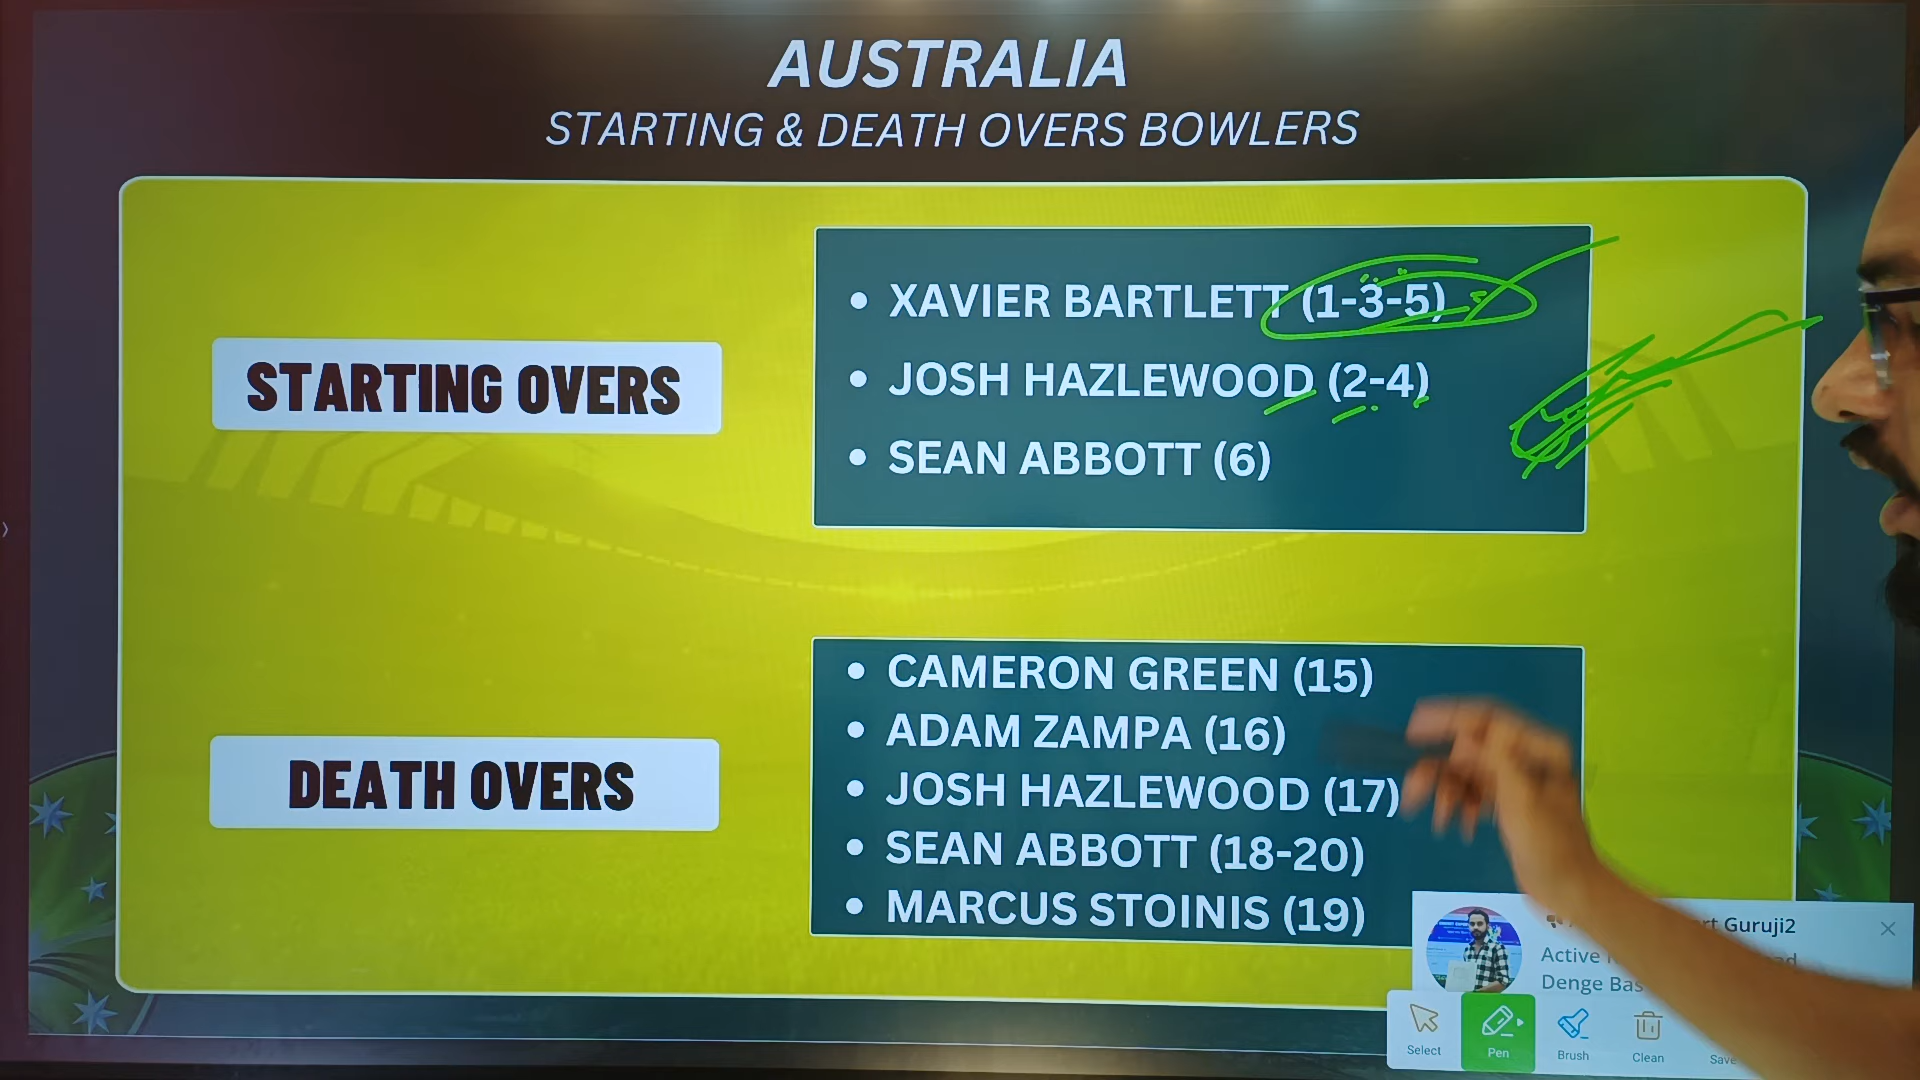 AUSTRALIA
STARTING & DEATH OVERS BOWLERS
STARTING OVERS
• XAVIER BARTLETT (1-3-5)
• JOSH HAZLEWOOD (2-4)
• SEAN ABBOTT (6)
DEATH OVERS
• CAMERON GREEN (15)
• ADAM ZAMPA (16)
• JOSH HAZLEWOOD (17)
• SEAN ABBOTT (18-20)
• MARCUS STOINIS (19)
Guruji2
Active
Denge
Select
Pen
Brush
Clean
Save